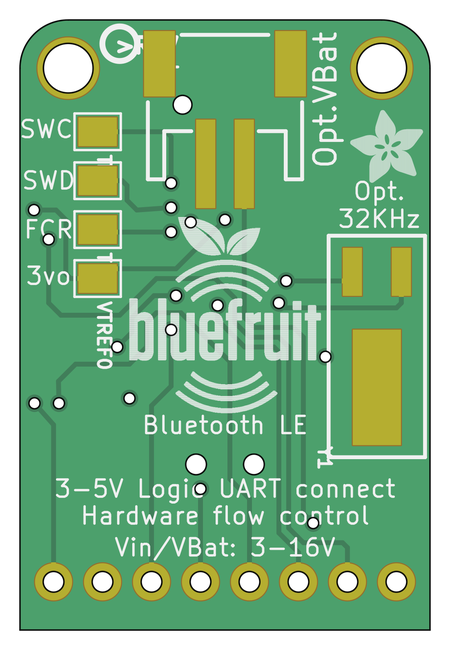 Opt.VBat
SWC
SWD
FCR
3vo
VTREF0
Opt.
32KHz
bluefruit
Bluetooth LE
3-5V Logic UART connect
Hardware flow control
Vin/VBat: 3-16V